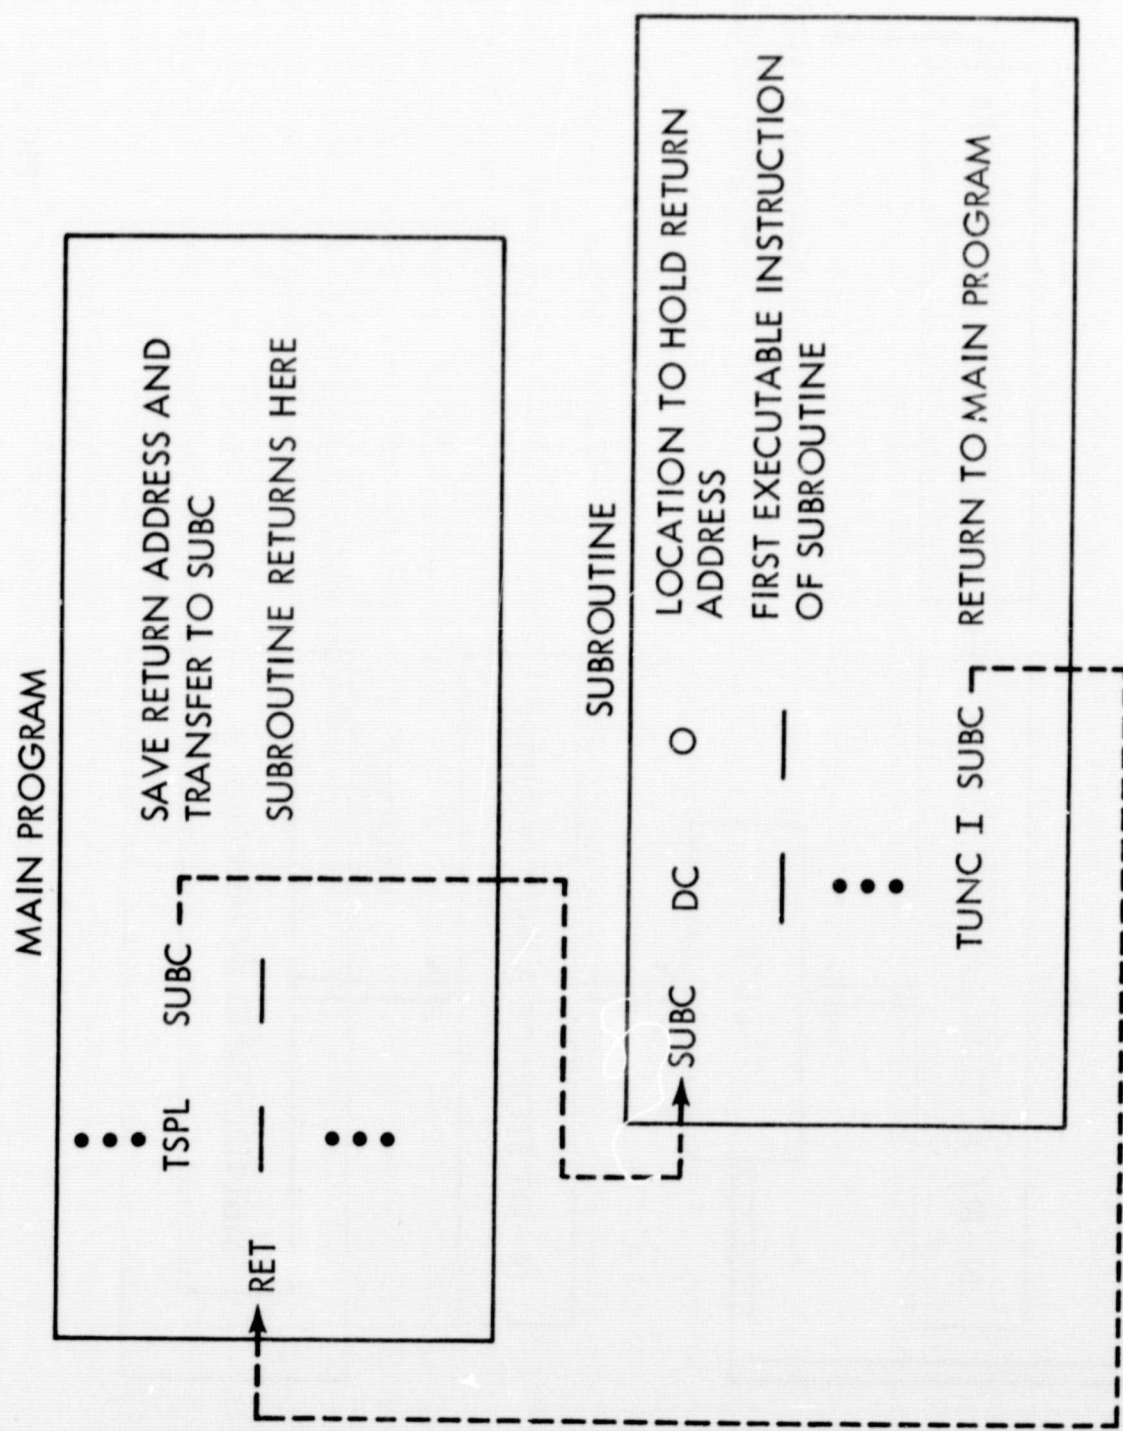 MAIN PROGRAM
TSPL SUBC SAVE RETURN ADDRESS AND
TRANSFER TO SUBC
RET SUBROUTINE RETURNS HERE
SUBROUTINE
SUBC DC O LOCATION TO HOLD RETURN
ADDRESS
FIRST EXECUTABLE INSTRUCTION
OF SUBROUTINE
TUNC I SUBC RETURN TO MAIN PROGRAM